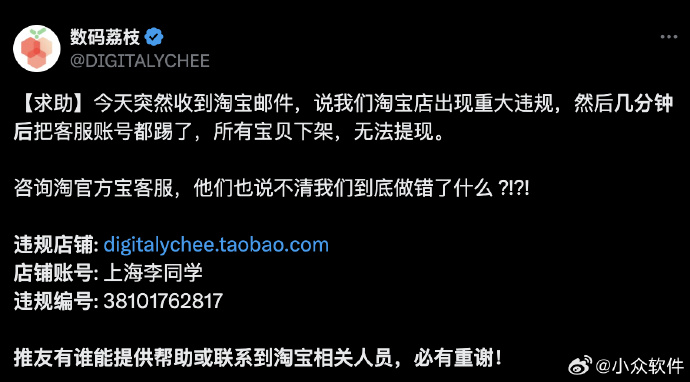 数码荔枝
@DIGITALYCHEE
【求助】今天突然收到淘宝邮件，说我们淘宝店出现重大违规，然后几分钟
后把客服账号都踢了，所有宝贝下架，无法提现。
咨询淘官方宝客服，他们也说不清我们到底做错了什么 ?!?!
违规店铺: digitalychee.taobao.com
店铺账号: 上海李同学
违规编号: 38101762817
推友有谁能提供帮助或联系到淘宝相关人员，必有重谢！
@小众软件